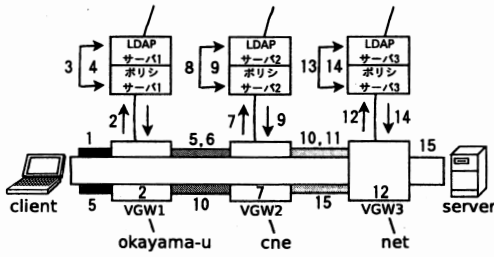 LDAP
サーバ1
ポリシ
サーバ1
LDAP
サーバ2
ポリシ
サーバ2
LDAP
サーバ3
ポリシ
サーバ3
3 4
8 9
13 14
2
7 9
12 14
1
5,6
10,11
15
2
7
12
client
5
VGW1
10
VGW2
15
VGW3
server
okayama-u
cne
net